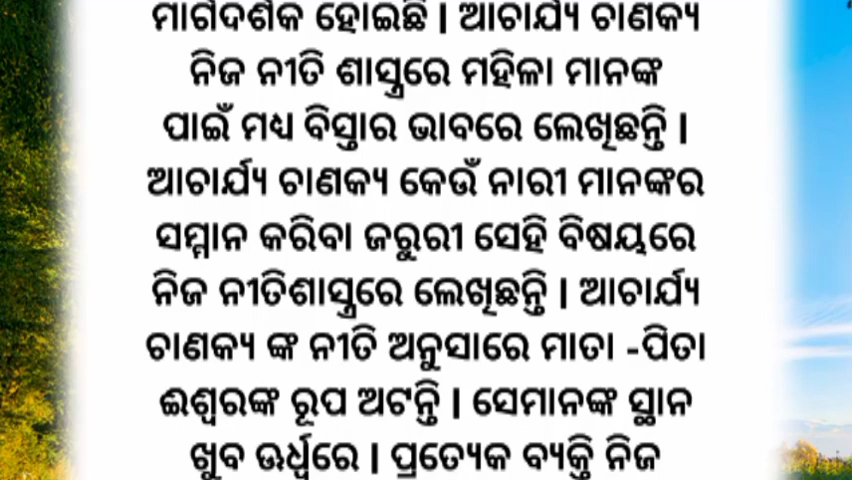 ମାର୍ଗଦର୍ଶକ ହୋଇଛି | ଆଚାର୍ଯ୍ୟ ଚାଣକ୍ୟ
ନିଜ ନୀତି ଶାସ୍ତ୍ରରେ ମହିଳା ମାନଙ୍କ
ପାଇଁ ମଧ୍ୟ ବିସ୍ତାର ଭାବରେ ଲେଖିଛନ୍ତି |
ଆଚାର୍ଯ୍ୟ ଚାଣକ୍ୟ କେଉଁ ନାରୀ ମାନଙ୍କର
ସମ୍ମାନ କରିବା ଜରୁରୀ ସେହି ବିଷୟରେ
ନିଜ ନୀତିଶାସ୍ତ୍ରରେ ଲେଖିଛନ୍ତି | ଆଚାର୍ଯ୍ୟ
ଚାଣକ୍ୟ ଙ୍କ ନୀତି ଅନୁସାରେ ମାତା -ପିତା
ଈଶ୍ୱରଙ୍କ ରୂପ ଅଟନ୍ତି | ସେମାନଙ୍କ ସ୍ଥାନ
ଖୁବ ଊର୍ଧ୍ୱରେ | ପ୍ରତ୍ୟେକ ବ୍ୟକ୍ତି ନିଜ